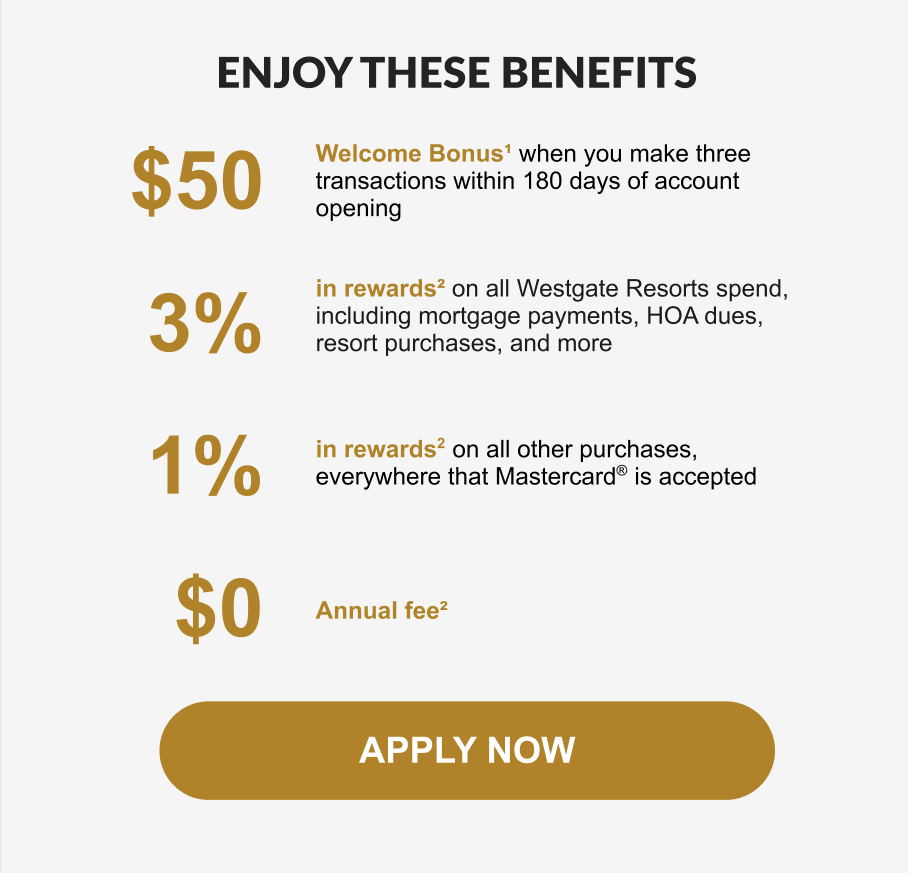 ENJOY THESE BENEFITS
$50
Welcome Bonus¹ when you make three
transactions within 180 days of account
opening
3%
in rewards² on all Westgate Resorts spend,
including mortgage payments, HOA dues,
resort purchases, and more
1%
in rewards² on all other purchases,
everywhere that Mastercard® is accepted
$0
Annual fee²
APPLY NOW